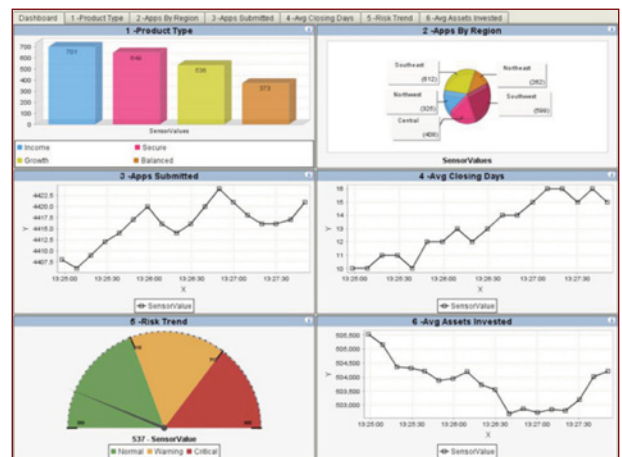 Dashboard 1 -Product Type 2 -Apps By Region 3 -Apps Submitted 4 -Avg Closing Days 5 -Risk Trend 6 -Avg Assets Invested
1 -Product Type
700
600
500
400
300
200
100
0
701
646
536
373
SensorValues
Income Secure
Growth Balanced
2 -Apps By Region
Southeast
(612)
Northeast
(262)
Northwest
(325)
Southwest
(599)
Central
SensorValues
3 -Apps Submitted
Y
4422.5
4420.0
4417.5
4415.0
4412.5
4410.0
4407.5
13:25:00 13:25:30 13:26:00 13:26:30 13:27:00 13:27:30
X
SensorValue
4 -Avg Closing Days
Y
16
15
14
13
12
11
10
13:25:00 13:25:30 13:26:00 13:26:30 13:27:00 13:27:30
X
SensorValue
5 -Risk Trend
537 - SensorValue
Normal Warning Critical
6 -Avg Assets Invested
Y
505,500
505,000
504,500
504,000
503,500
503,000
13:25:00 13:25:30 13:26:00 13:26:30 13:27:00 13:27:30
X
SensorValue